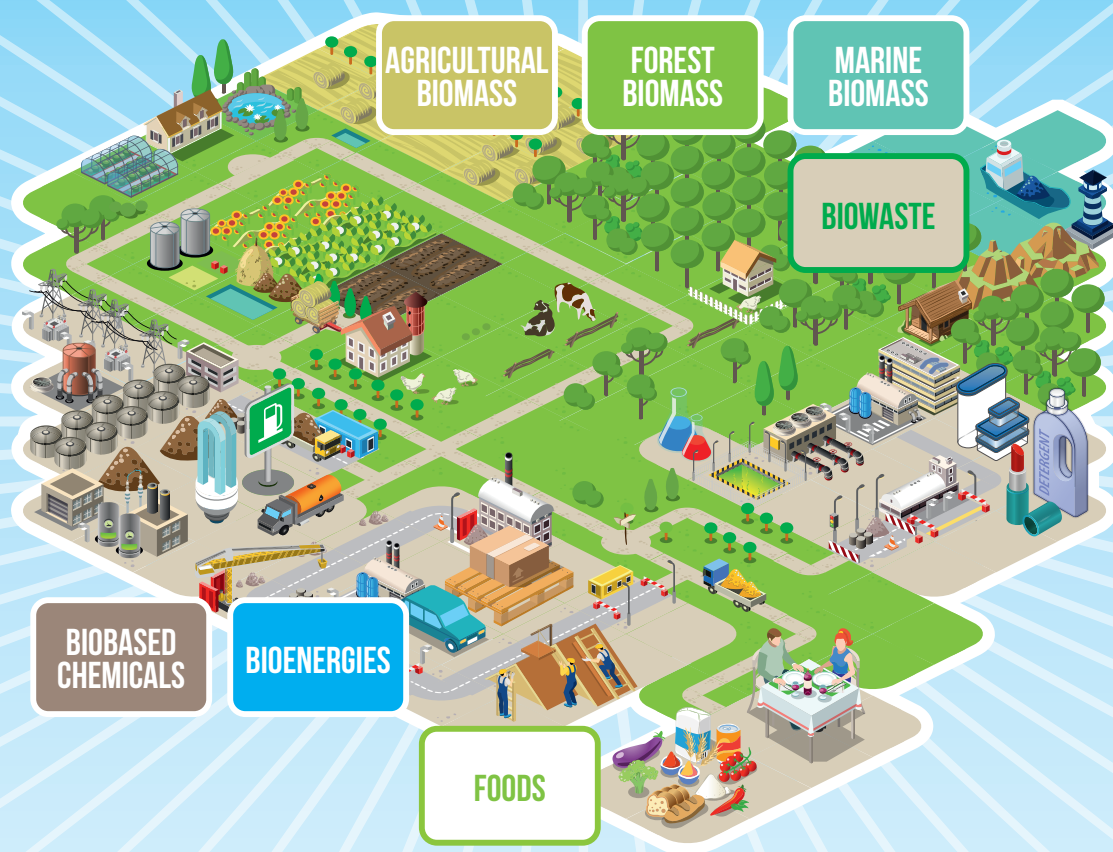 AGRICULTURAL
BIOMASS
FOREST
BIOMASS
MARINE
BIOMASS
BIOWASTE
DETERGENT
BIOBASED
CHEMICALS
BIOENERGIES
FOODS